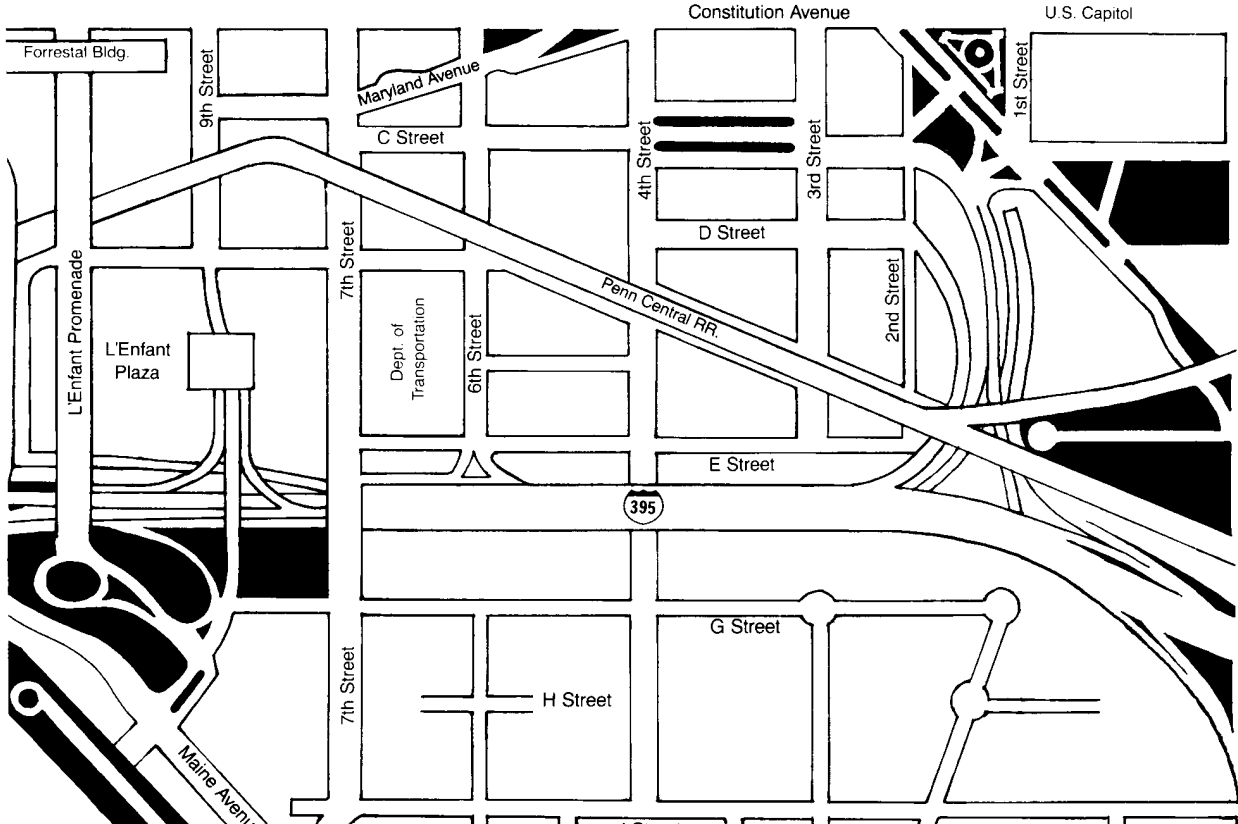 Constitution Avenue
U.S. Capitol
Forrestal Bldg.
9th Street
Maryland Avenue
1st Street
C Street
4th Street
3rd Street
D Street
7th Street
L'Enfant Promenade
2nd Street
Penn Central RR.
L'Enfant
Plaza
Dept. of
Transportation
6th Street
E Street
395
G Street
7th Street
H Street
Maine Avenue